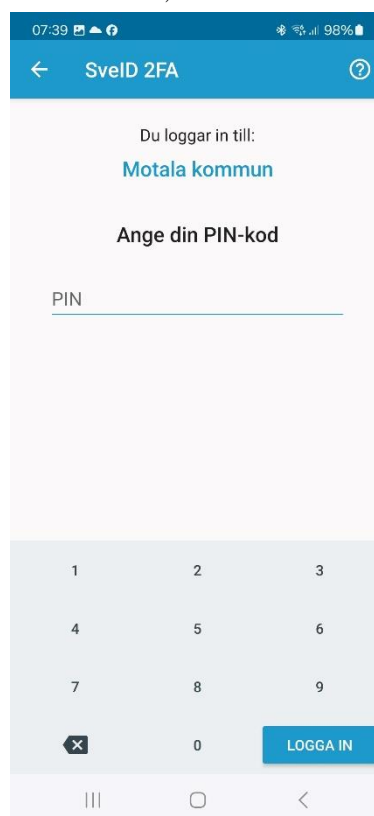 07:39 98%
SveID 2FA
Du loggar in till:
Motala kommun
Ange din PIN-kod
PIN
1 2 3
4 5 6
7 8 9
0 LOGGA IN